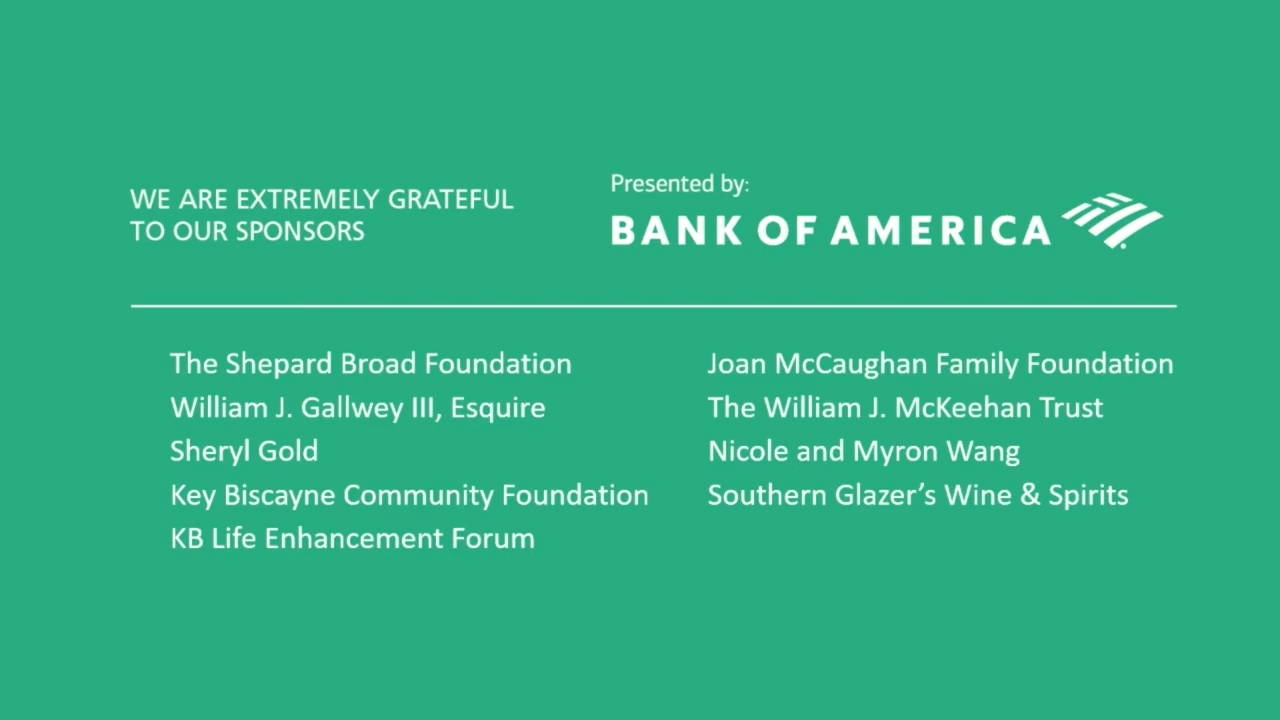 WE ARE EXTREMELY GRATEFUL
TO OUR SPONSORS
Presented by:
BANK OF AMERICA
The Shepard Broad Foundation
William J. Gallwey III, Esquire
Sheryl Gold
Key Biscayne Community Foundation
KB Life Enhancement Forum
Joan McCaughan Family Foundation
The William J. McKeehan Trust
Nicole and Myron Wang
Southern Glazer’s Wine & Spirits